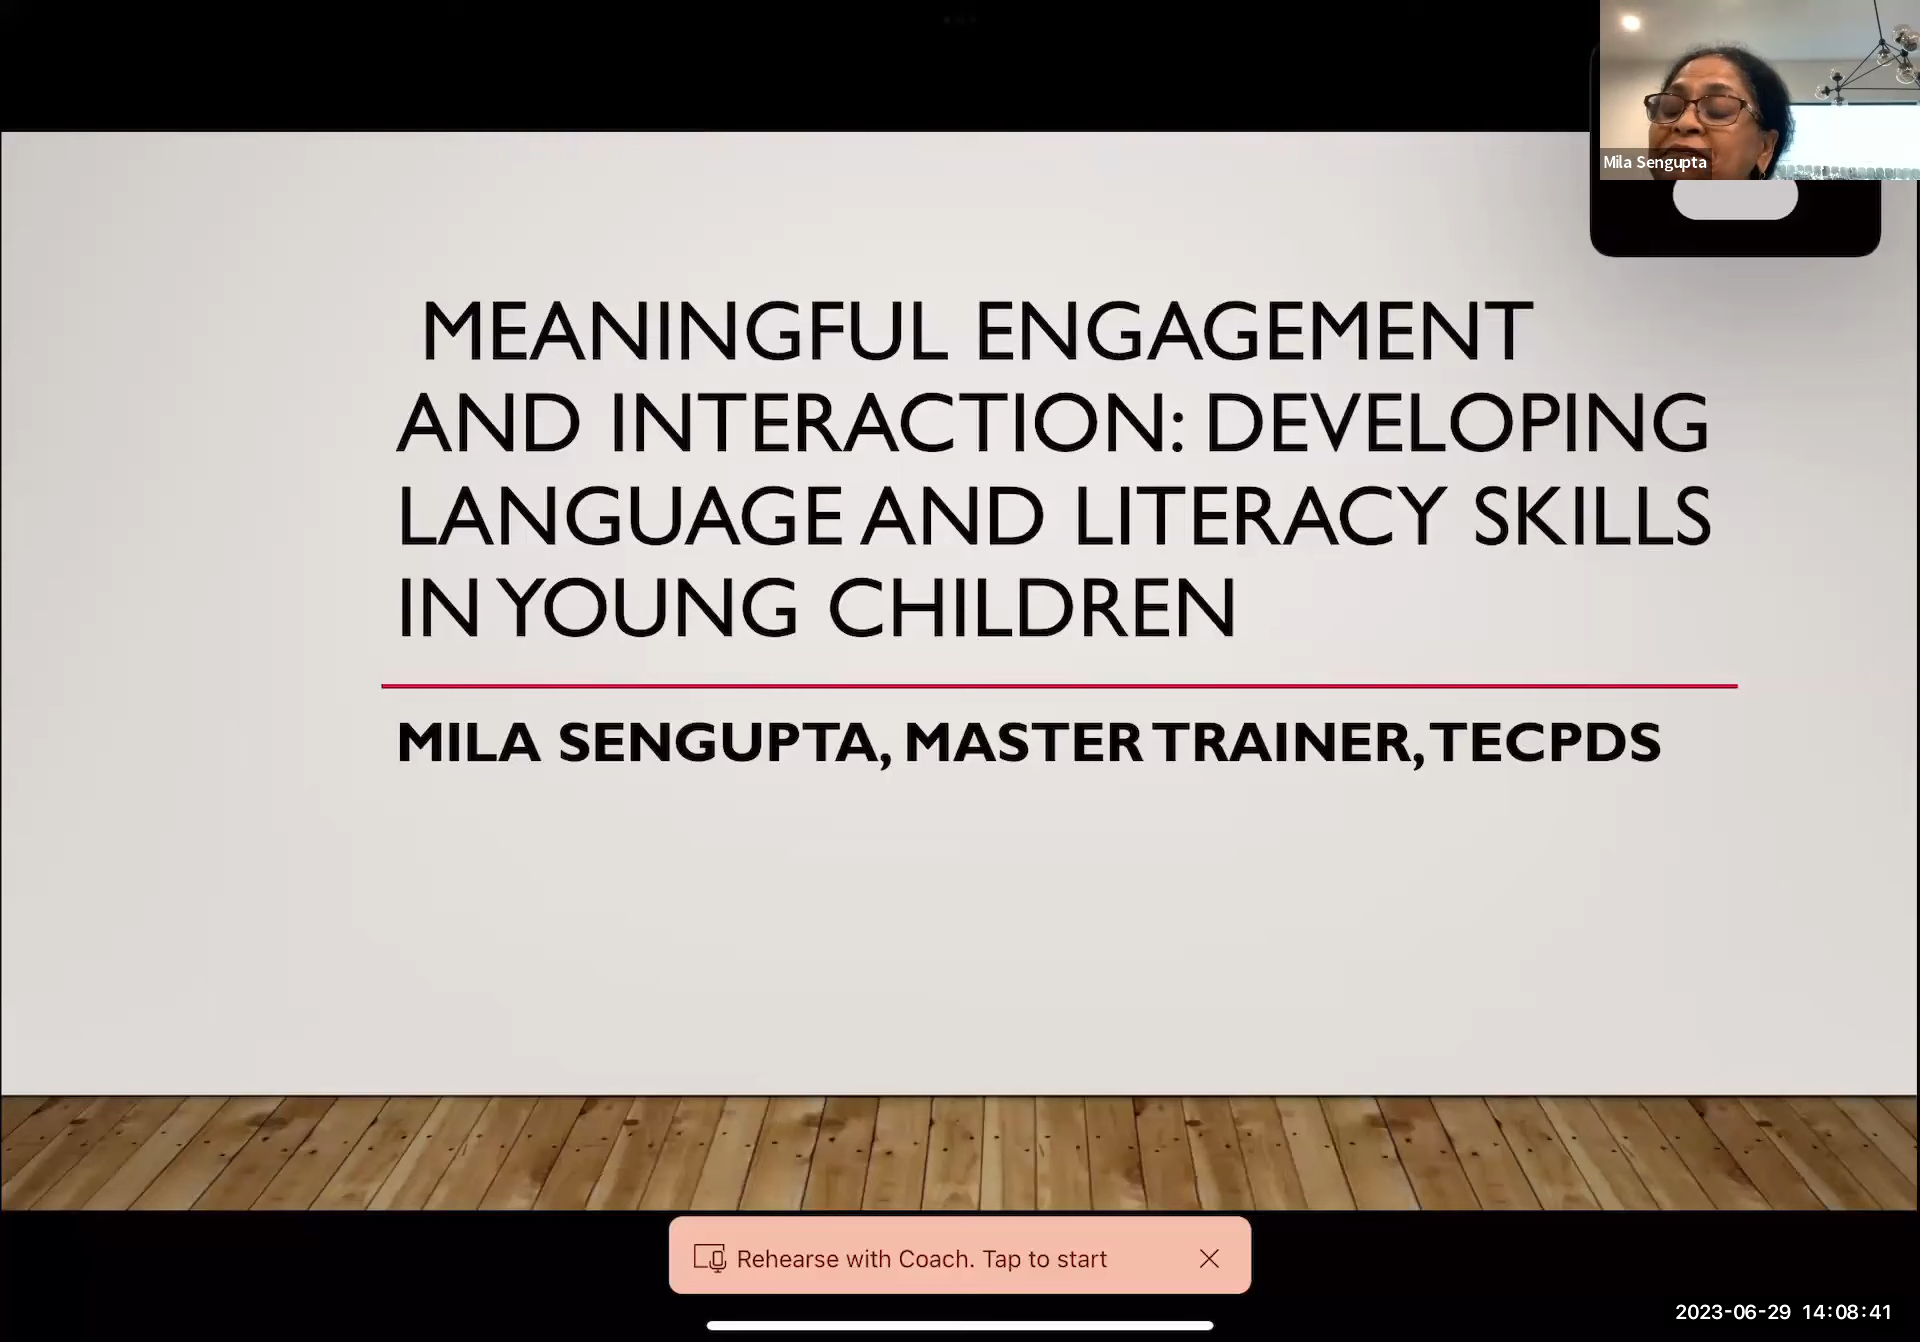 Mila Sengupta
MEANINGFUL ENGAGEMENT
AND INTERACTION: DEVELOPING
LANGUAGE AND LITERACY SKILLS
IN YOUNG CHILDREN
MILA SENGUPTA, MASTER TRAINER, TECPDS
Rehearse with Coach. Tap to start
2023-06-29 14:08:41